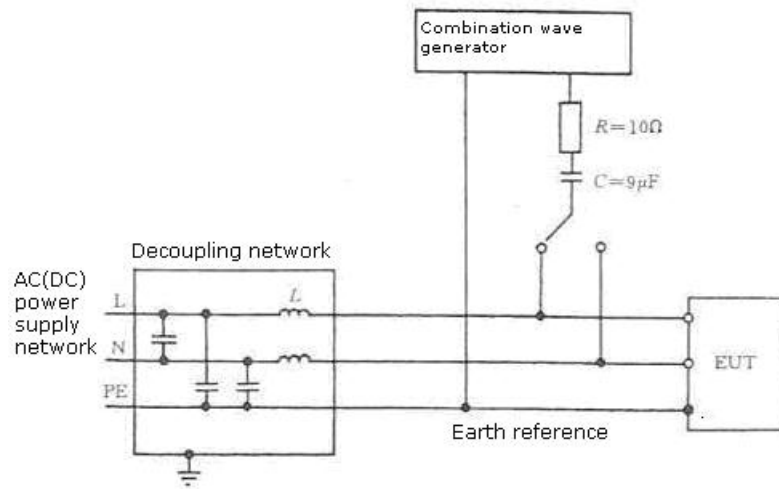 Combination wave
generator
R=10Ω
C=9μF
Decoupling network
AC(DC)
power
supply
network
L
L
N
PE
EUT
Earth reference